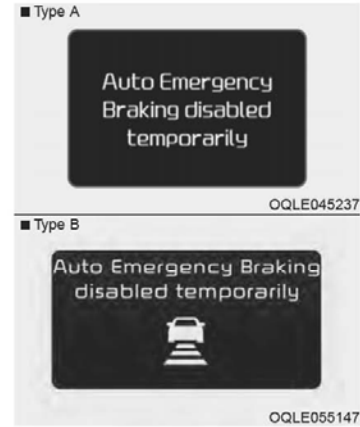 ■ Type A
Auto Emergency
Braking disabled
temporarily
OQLE045237
■ Type B
Auto Emergency Braking
disabled temporarily
OQLE055147